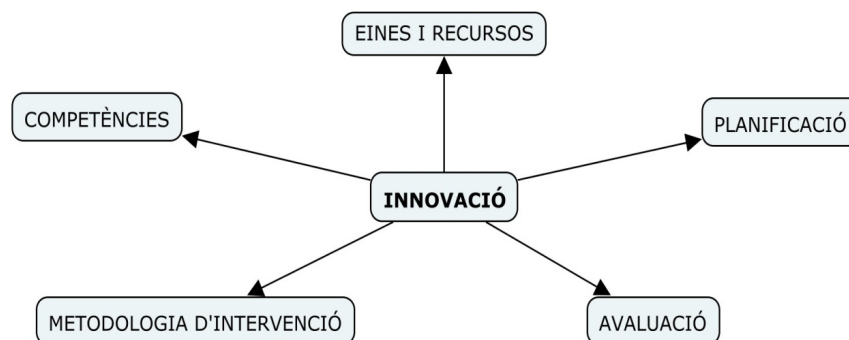 EINES I RECURSOS
COMPETÈNCIES
PLANIFICACIÓ
INNOVACIÓ
METODOLOGIA D'INTERVENCIÓ
AVALUACIÓ